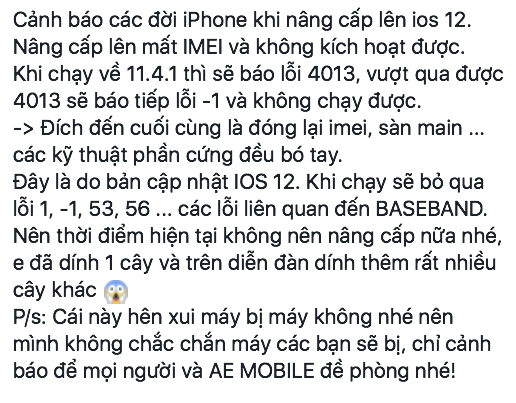 Cảnh báo các đời iPhone khi nâng cấp lên ios 12.
Nâng cấp lên mất IMEI và không kích hoạt được.
Khi chạy về 11.4.1 thì sẽ báo lỗi 4013, vượt qua được
4013 sẽ báo tiếp lỗi -1 và không chạy được.
-> Đích đến cuối cùng là đóng lại imei, sàn main ...
các kỹ thuật phần cứng đều bó tay.
Đây là do bản cập nhật IOS 12. Khi chạy sẽ bỏ qua
lỗi 1, -1, 53, 56 ... các lỗi liên quan đến BASEBAND.
Nên thời điểm hiện tại không nên nâng cấp nữa nhé,
e đã dính 1 cây và trên diễn đàn dính thêm rất nhiều
cây khác 😱
P/s: Cái này hên xui máy bị máy không nhé nên
mình không chắc chắn máy các bạn sẽ bị, chỉ cảnh
báo để mọi người và AE MOBILE đề phòng nhé!